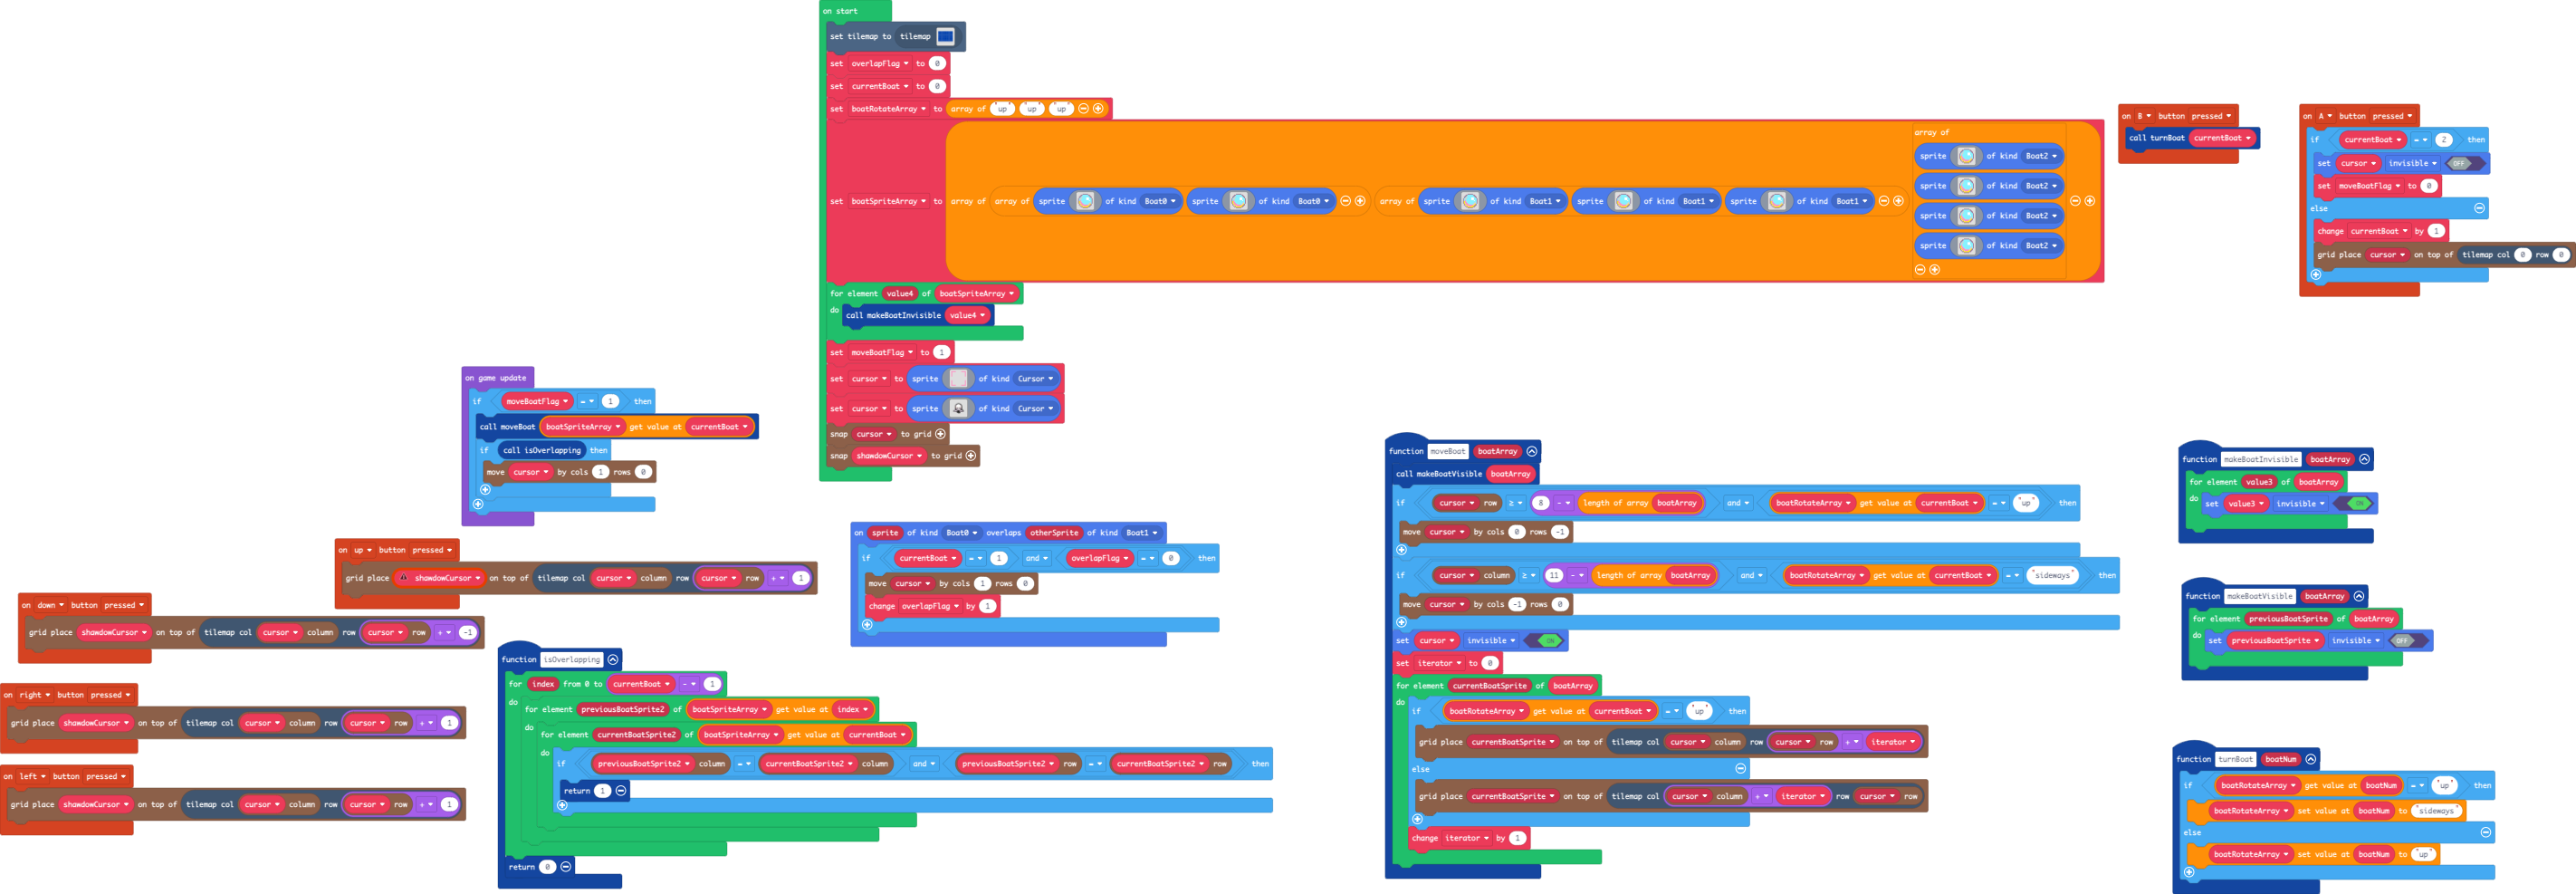 on start
set tilemap to tilemap
set overlapFlag to 0
set currentBoat to 0
set boatRotateArray to array of "up" "up" "up"
set boatSpriteArray to array of array of sprite of kind Boat0 sprite of kind Boat0 array of sprite of kind Boat1 sprite of kind Boat1 sprite of kind Boat1
array of
sprite of kind Boat2
sprite of kind Boat2
sprite of kind Boat2
sprite of kind Boat2
for element value4 of boatSpriteArray
do call makeBoatInvisible value4
set moveBoatFlag to 1
set cursor to sprite of kind Cursor
set cursor to sprite of kind Cursor
snap cursor to grid
snap shawdowCursor to grid
on B button pressed
call turnBoat currentBoat
on A button pressed
if currentBoat = 2 then
set cursor invisible OFF
set moveBoatFlag to 0
else
change currentBoat by 1
grid place cursor on top of tilemap col 0 row 0
on game update
if moveBoatFlag = 1 then
call moveBoat boatSpriteArray get value at currentBoat
if call isOverlapping then
move cursor by cols 1 rows 0
on up button pressed
grid place shawdowCursor on top of tilemap col cursor column row cursor row + 1
on down button pressed
grid place shawdowCursor on top of tilemap col cursor column row cursor row + -1
on right button pressed
grid place shawdowCursor on top of tilemap col cursor column row cursor row + 1
on left button pressed
grid place shawdowCursor on top of tilemap col cursor column row cursor row + 1
on sprite of kind Boat0 overlaps otherSprite of kind Boat1
if currentBoat = 1 and overlapFlag = 0 then
move cursor by cols 1 rows 0
change overlapFlag by 1
function isOverlapping
for index from 0 to currentBoat - 1
do for element previousBoatSprite2 of boatSpriteArray get value at index
do for element currentBoatSprite2 of boatSpriteArray get value at currentBoat
do if previousBoatSprite2 column = currentBoatSprite2 column and previousBoatSprite2 row = currentBoatSprite2 row then
return 1
return 0
function moveBoat boatArray
call makeBoatVisible boatArray
if cursor row ≥ 8 - length of array boatArray and boatRotateArray get value at currentBoat = "up" then
move cursor by cols 0 rows -1
if cursor column ≥ 11 - length of array boatArray and boatRotateArray get value at currentBoat = "sideways" then
move cursor by cols -1 rows 0
set cursor invisible ON
set iterator to 0
for element currentBoatSprite of boatArray
do if boatRotateArray get value at currentBoat = "up" then
grid place currentBoatSprite on top of tilemap col cursor column row cursor row + iterator
else
grid place currentBoatSprite on top of tilemap col cursor column + iterator row cursor row
change iterator by 1
function makeBoatInvisible boatArray
for element value3 of boatArray
do set value3 invisible ON
function makeBoatVisible boatArray
for element previousBoatSprite of boatArray
do set previousBoatSprite invisible OFF
function turnBoat boatNum
if boatRotateArray get value at boatNum = "up" then
boatRotateArray set value at boatNum to "sideways"
else
boatRotateArray set value at boatNum to "up"